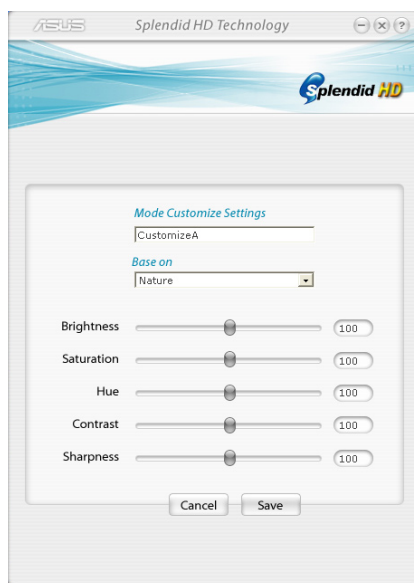 ASUS Splendid HD Technology
Splendid HD
Mode Customize Settings
CustomizeA
Base on
Nature
Brightness 100
Saturation 100
Hue 100
Contrast 100
Sharpness 100
Cancel Save